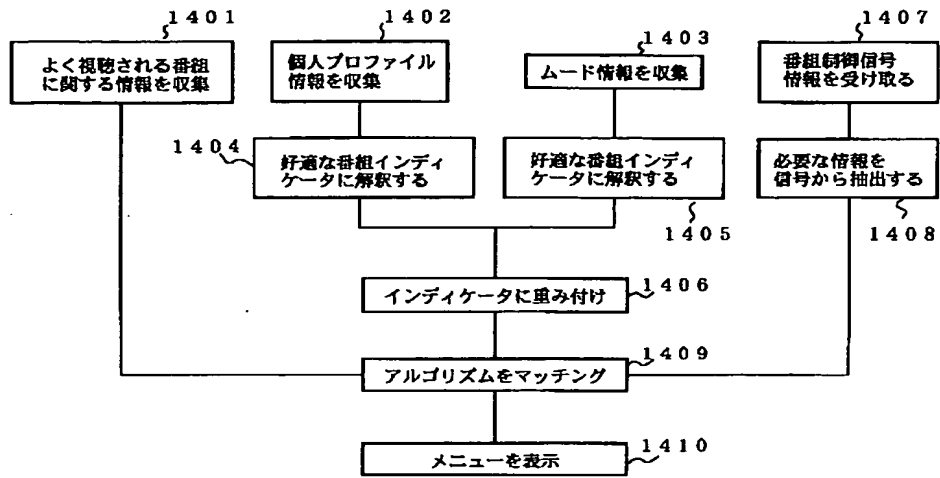 1401
よく視聴される番組
に関する情報を収集
1402
個人プロファイル
情報を収集
1403
ムード情報を収集
1407
番組制御信号
情報を受け取る
1404
好適な番組インディ
ケータに解釈する
好適な番組インディ
ケータに解釈する
1405
必要な情報を
信号から抽出する
1408
インディケータに重み付け
1406
アルゴリズムをマッチング
1409
メニューを表示
1410